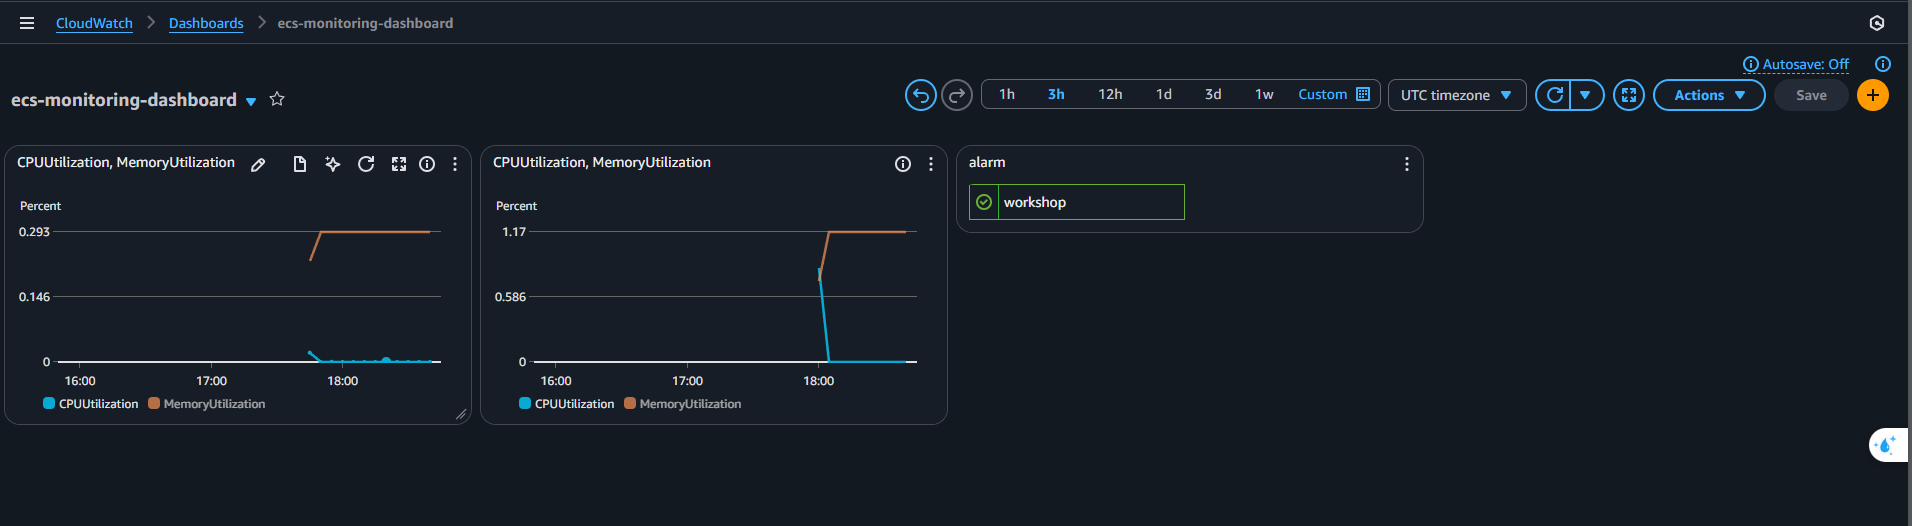 CloudWatch > Dashboards > ecs-monitoring-dashboard
Autosave: Off
ecs-monitoring-dashboard
1h 3h 12h 1d 3d 1w Custom UTC timezone Actions Save
CPUUtilization, MemoryUtilization
Percent
0.293
0.146
0
16:00 17:00 18:00
CPUUtilization MemoryUtilization
CPUUtilization, MemoryUtilization
Percent
1.17
0.586
0
16:00 17:00 18:00
CPUUtilization MemoryUtilization
alarm
workshop